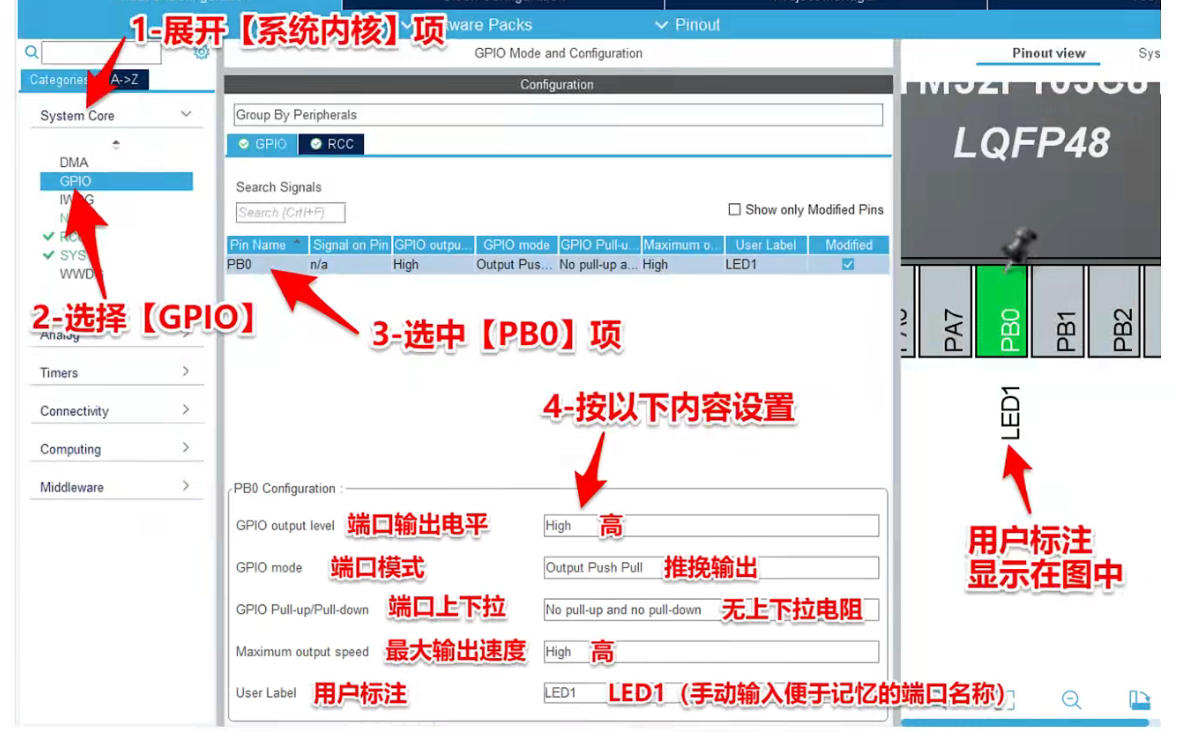 1-展开【系统内核】项
ware Packs
Pinout
GPIO Mode and Configuration
Pinout view
Sys
Categories
A->Z
Configuration
System Core
Group By Peripherals
GPIO
RCC
LQFP48
DMA
GPIO
Search Signals
Search (CrtI+F)
Show only Modified Pins
SYS
WWDG
Pin Name
Signal on Pin
GPIO outpu...
GPIO mode
GPIO Pull-u...
Maximum o...
User Label
Modified
PB0
n/a
High
Output Pus...
No pull-up a...
High
LED1
2-选择【GPIO】
3-选中【PB0】项
PA7
PB0
PB1
PB2
Analog
Timers
Connectivity
Computing
Middleware
LED1
4-按以下内容设置
用户标注
显示在图中
PB0 Configuration :
GPIO output level 端口输出电平 High 高
GPIO mode 端口模式 Output Push Pull 推挽输出
GPIO Pull-up/Pull-down 端口上下拉 No pull-up and no pull-down 无上下拉电阻
Maximum output speed 最大输出速度 High 高
User Label 用户标注 LED1 LED1（手动输入便于记忆的端口名称）